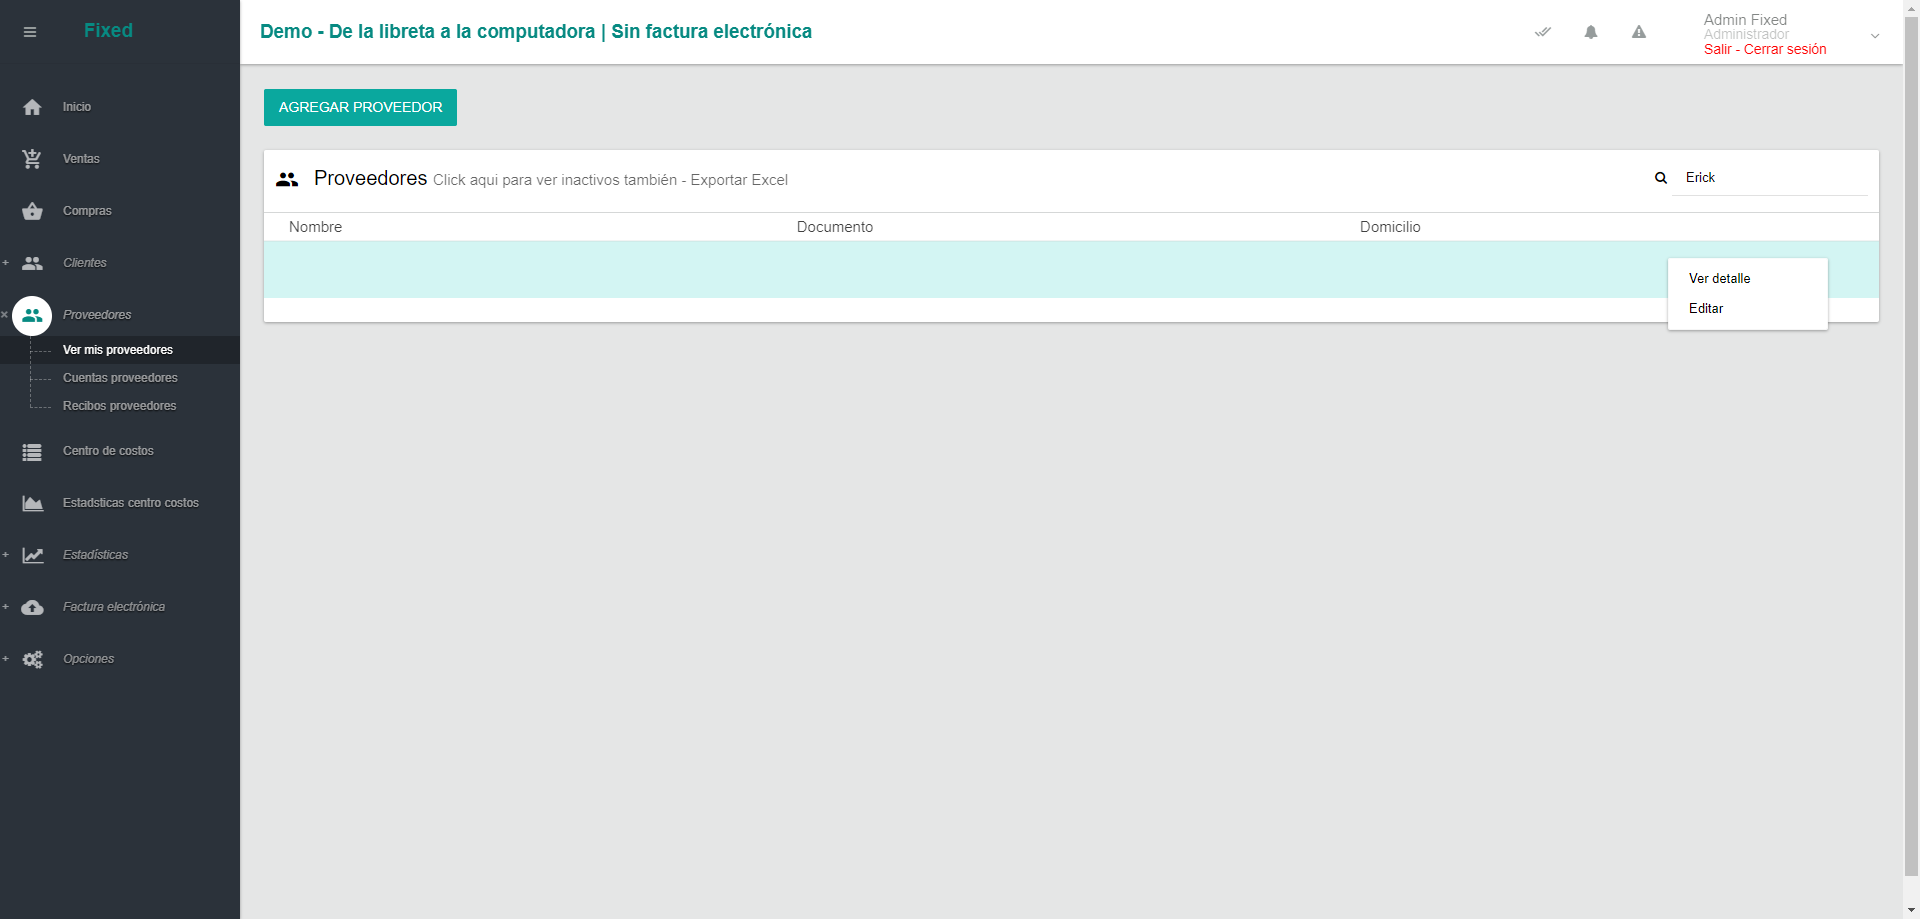 Fixed
Demo - De la libreta a la computadora | Sin factura electrónica
Admin Fixed
Administrador
Salir - Cerrar sesión
Inicio
Ventas
Compras
Clientes
Proveedores
Ver mis proveedores
Cuentas proveedores
Recibos proveedores
Centro de costos
Estadsticas centro costos
Estadísticas
Factura electrónica
Opciones
AGREGAR PROVEEDOR
Proveedores Click aqui para ver inactivos también - Exportar Excel
Erick
Nombre Documento Domicilio
Ver detalle
Editar